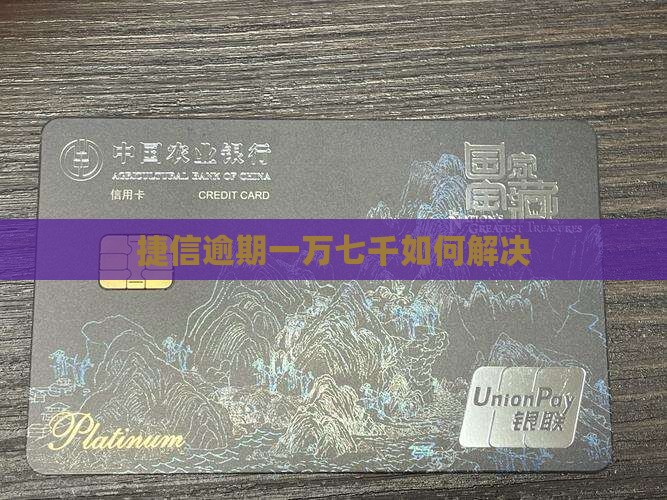 中国农业银行
AGRICULTURAL BANK OF CHINA
信用卡 CREDIT CARD
国家宝藏
NATION'S
GREATEST TREASURES
捷信逾期一万七千如何解决
Platinum
UnionPay
银联